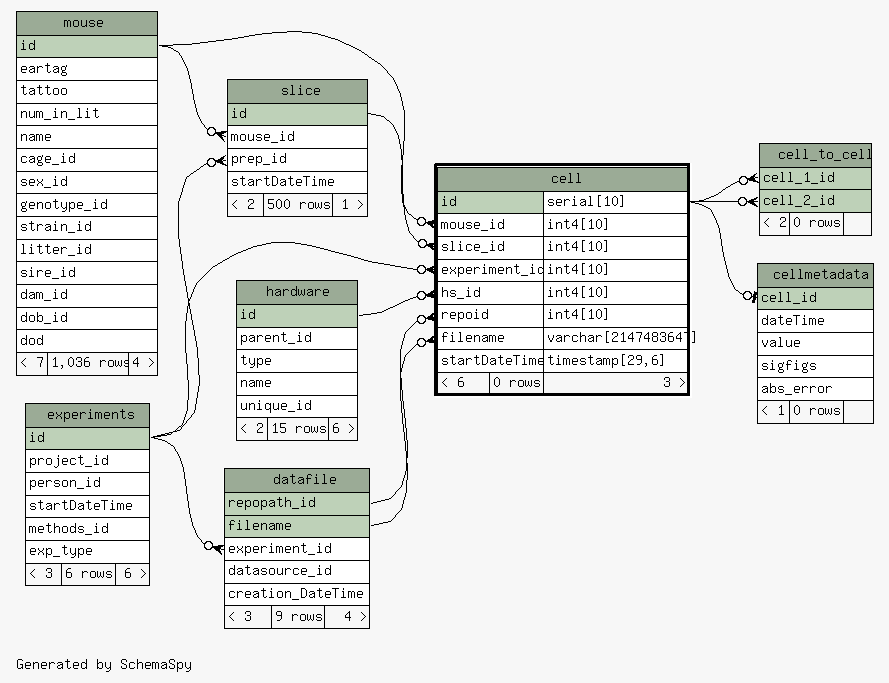 mouse
id
eartag
tattoo
num_in_lit
name
cage_id
sex_id
genotype_id
strain_id
litter_id
sire_id
dam_id
dob_id
dod
< 7 1,036 rows 4 >
slice
id
mouse_id
prep_id
startDateTime
< 2 500 rows 1 >
hardware
id
parent_id
type
name
unique_id
< 2 15 rows 6 >
experiments
id
project_id
person_id
startDateTime
methods_id
exp_type
< 3 6 rows 6 >
datafile
repopath_id
filename
experiment_id
datasource_id
creation_DateTime
< 3 9 rows 4 >
cell
id serial[10]
mouse_id int4[10]
slice_id int4[10]
experiment_id int4[10]
hs_id int4[10]
repoid int4[10]
filename varchar[2147483647]
startDateTime timestamp[29,6]
< 6 0 rows 3 >
cell_to_cell
cell_1_id
cell_2_id
< 2 0 rows
cellmetadata
cell_id
dateTime
value
sigfigs
abs_error
< 1 0 rows
Generated by SchemaSpy